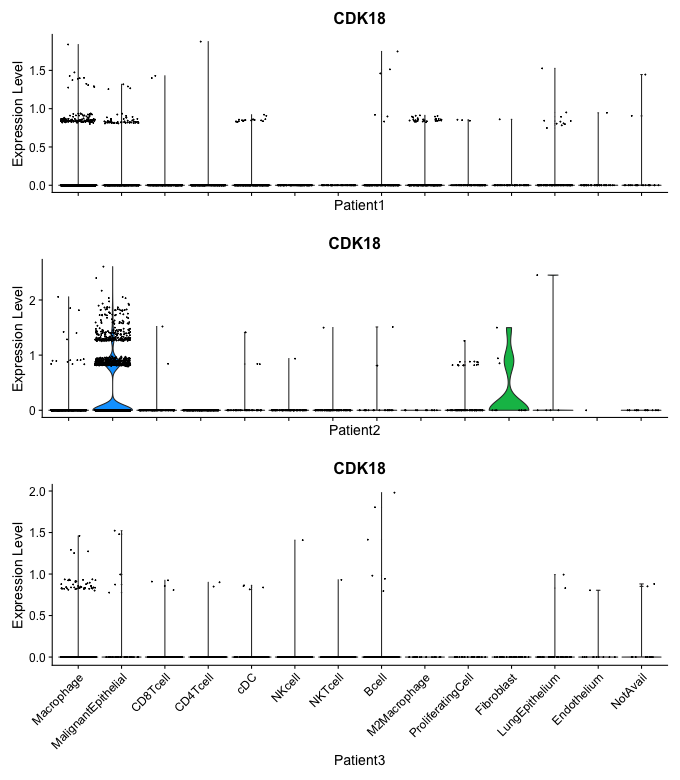 CDK18
Expression Level
1.5
1.0
0.5
0.0
Patient1
CDK18
Expression Level
2
1
0
Patient2
CDK18
Expression Level
2.0
1.5
1.0
0.5
0.0
Macrophage
MalignantEpithelial
CD8Tcell
CD4Tcell
cDC
NKcell
NKTcell
Bcell
M2Macrophage
ProliferatingCell
Fibroblast
LungEpithelium
Endothelium
NotAvail
Patient3